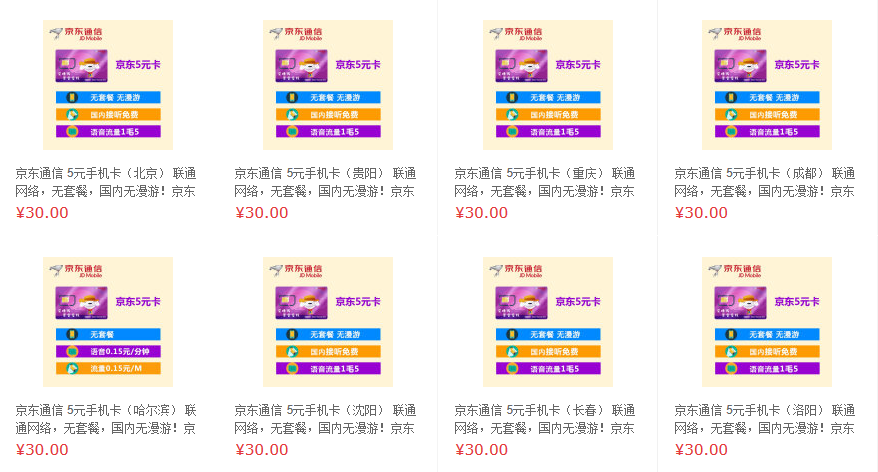 京东通信
JD Mobile
京东5元卡
无套餐 无漫游
国内接听免费
语音流量1毛5
京东通信 5元手机卡（北京） 联通
网络，无套餐，国内无漫游！京东
¥30.00
京东通信
JD Mobile
京东5元卡
无套餐 无漫游
国内接听免费
语音流量1毛5
京东通信 5元手机卡（贵阳） 联通
网络，无套餐，国内无漫游！京东
¥30.00
京东通信
JD Mobile
京东5元卡
无套餐 无漫游
国内接听免费
语音流量1毛5
京东通信 5元手机卡（重庆） 联通
网络，无套餐，国内无漫游！京东
¥30.00
京东通信
JD Mobile
京东5元卡
无套餐 无漫游
国内接听免费
语音流量1毛5
京东通信 5元手机卡（成都） 联通
网络，无套餐，国内无漫游！京东
¥30.00
京东通信
JD Mobile
京东5元卡
无套餐
语音0.15元/分钟
流量0.15元/M
京东通信 5元手机卡（哈尔滨） 联
通网络，无套餐，国内无漫游！京
¥30.00
京东通信
JD Mobile
京东5元卡
无套餐 无漫游
国内接听免费
语音流量1毛5
京东通信 5元手机卡（沈阳） 联通
网络，无套餐，国内无漫游！京东
¥30.00
京东通信
JD Mobile
京东5元卡
无套餐 无漫游
国内接听免费
语音流量1毛5
京东通信 5元手机卡（长春） 联通
网络，无套餐，国内无漫游！京东
¥30.00
京东通信
JD Mobile
京东5元卡
无套餐 无漫游
国内接听免费
语音流量1毛5
京东通信 5元手机卡（洛阳） 联通
网络，无套餐，国内无漫游！京东
¥30.00